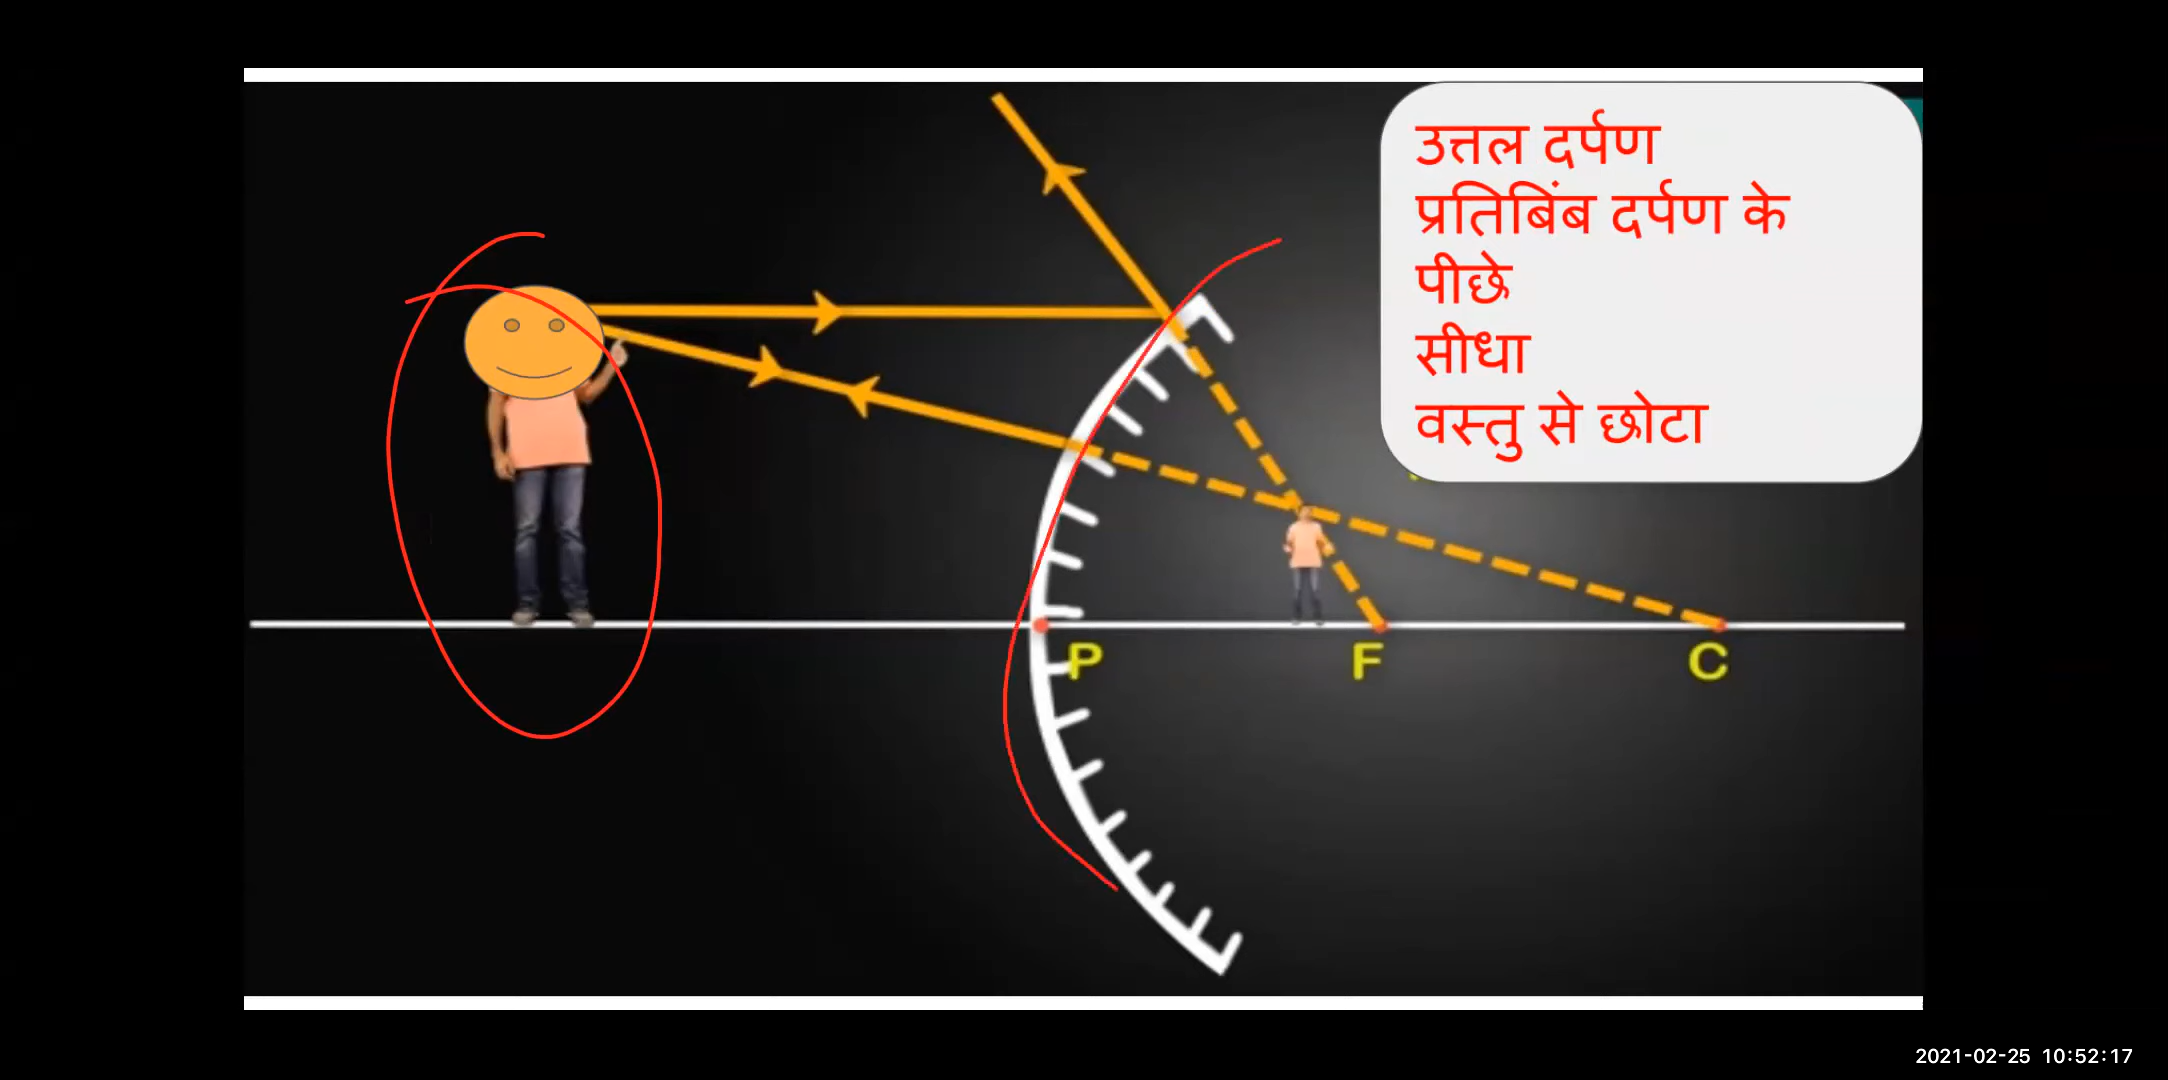 उत्तल दर्पण
प्रतिबिंब दर्पण के
पीछे
सीधा
वस्तु से छोटा
P F C
2021-02-25 10:52:17